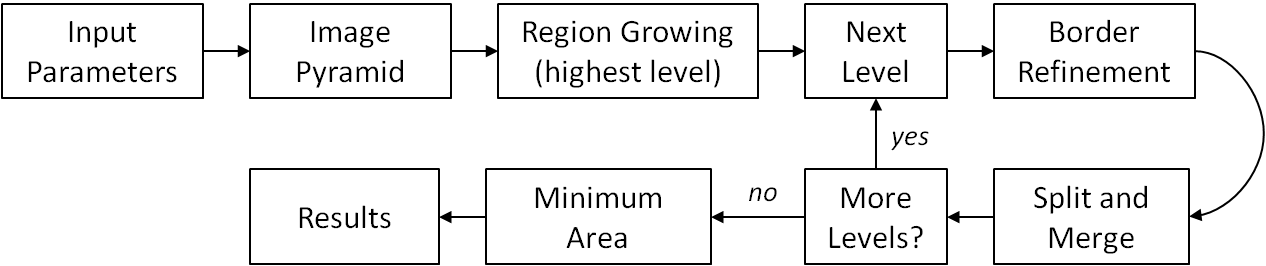 Input
Parameters
Image
Pyramid
Region Growing
(highest level)
Next
Level
Border
Refinement
yes
Results
Minimum
Area
no
More
Levels?
Split and
Merge